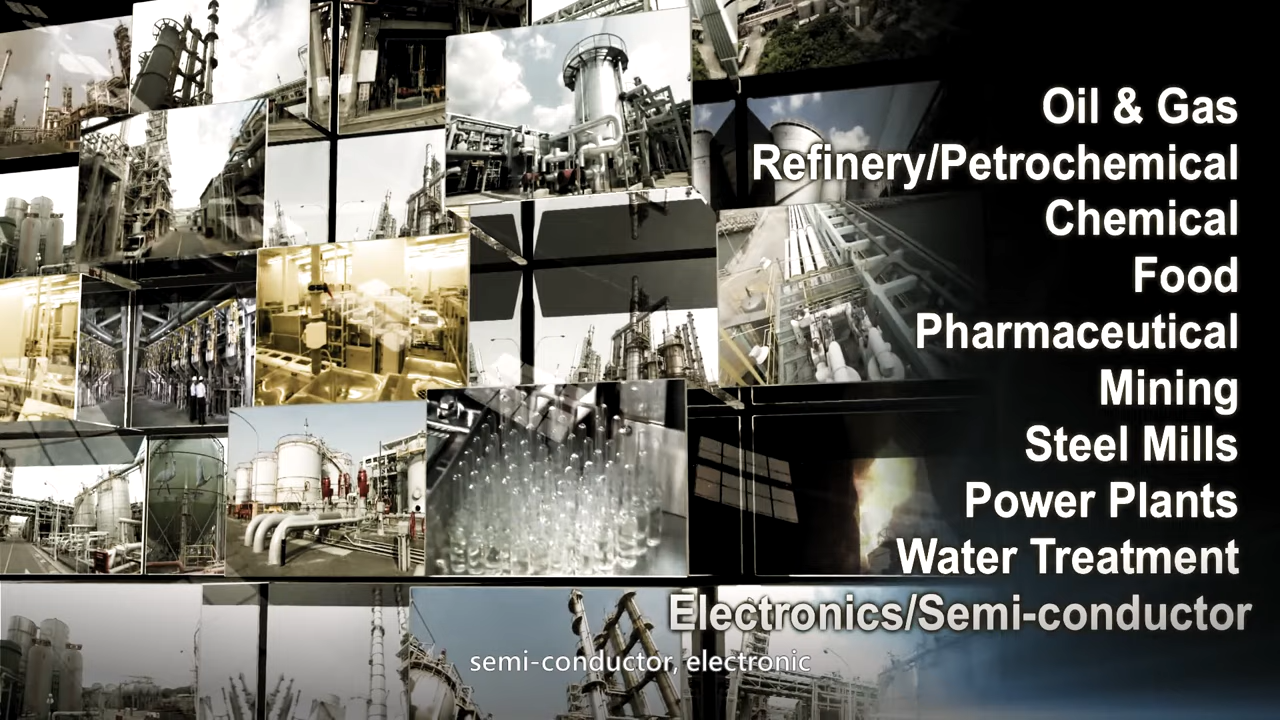 Oil & Gas
Refinery/Petrochemical
Chemical
Food
Pharmaceutical
Mining
Steel Mills
Power Plants
Water Treatment
Electronics/Semi-conductor
semi-conductor, electronic